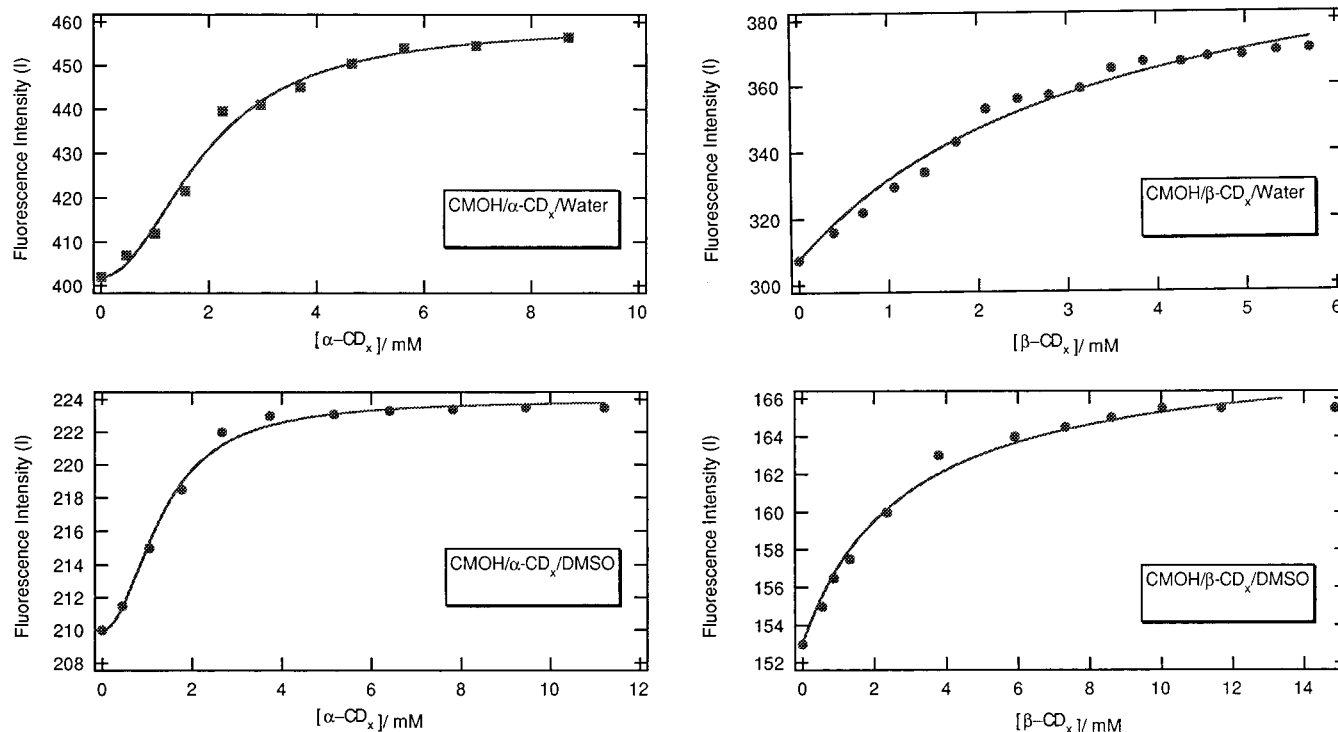 460
450
440
430
420
410
400
Fluorescence Intensity (I)
CMOH/α-CDx/Water
0 2 4 6 8 10
[α-CDx]/ mM
380
360
340
320
300
Fluorescence Intensity (I)
CMOH/β-CDx/Water
0 1 2 3 4 5 6
[β-CDx]/ mM
224
222
220
218
216
214
212
210
208
Fluorescence Intensity (I)
CMOH/α-CDx/DMSO
0 2 4 6 8 10 12
[α-CDx]/ mM
166
164
162
160
158
156
154
152
Fluorescence Intensity (I)
CMOH/β-CDx/DMSO
0 2 4 6 8 10 12 14
[β-CDx]/ mM